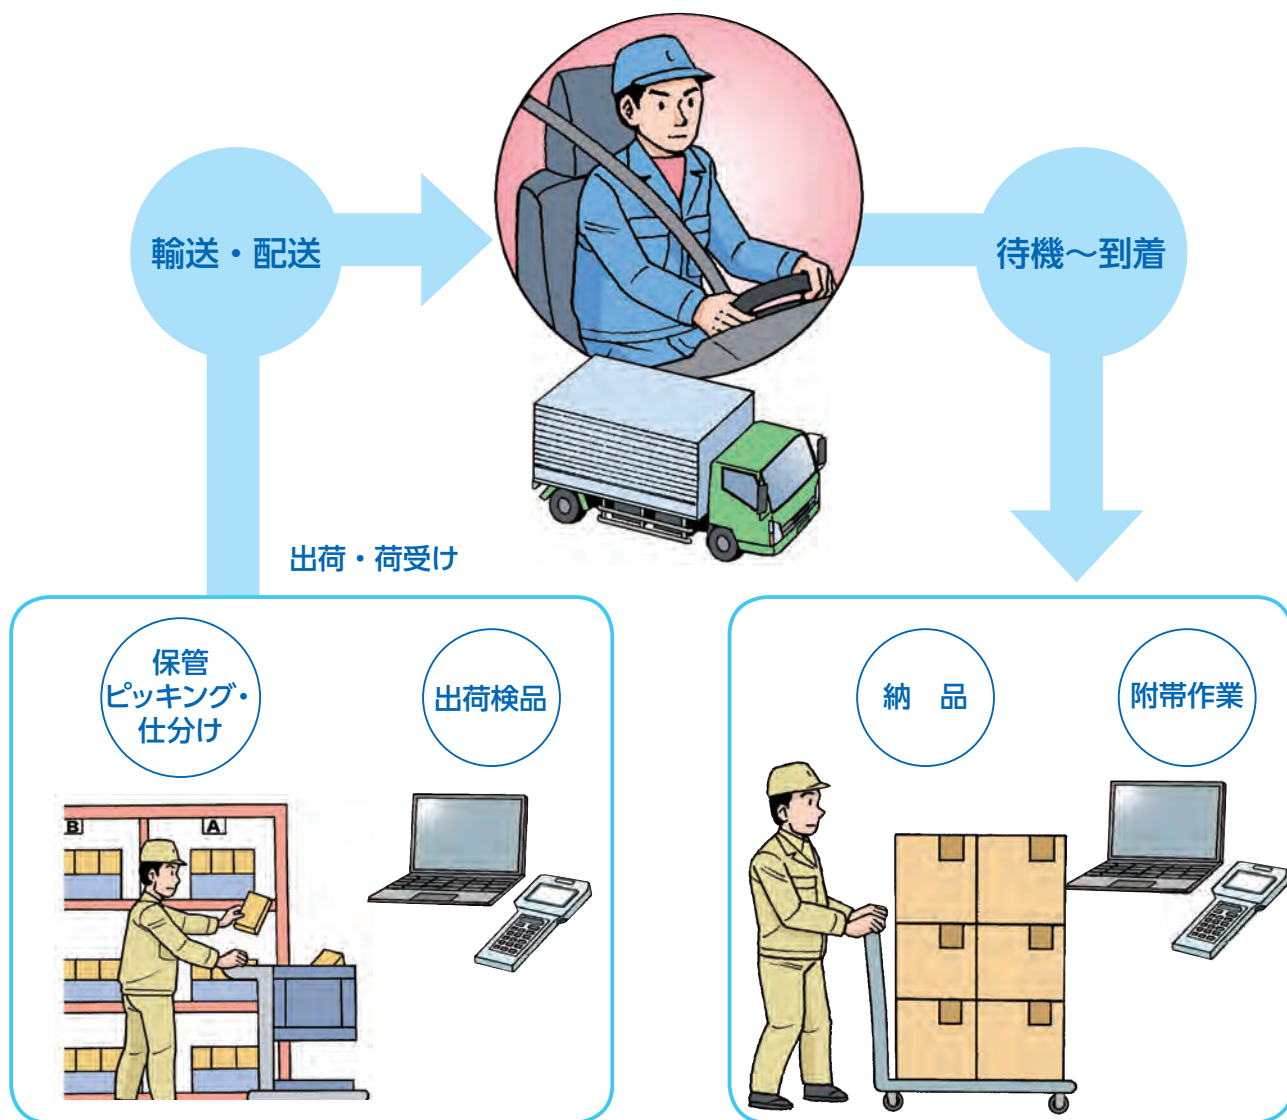 輸送・配送
待機～到着
出荷・荷受け
保管
ピッキング・
仕分け
出荷検品
B
A
納　品
附帯作業